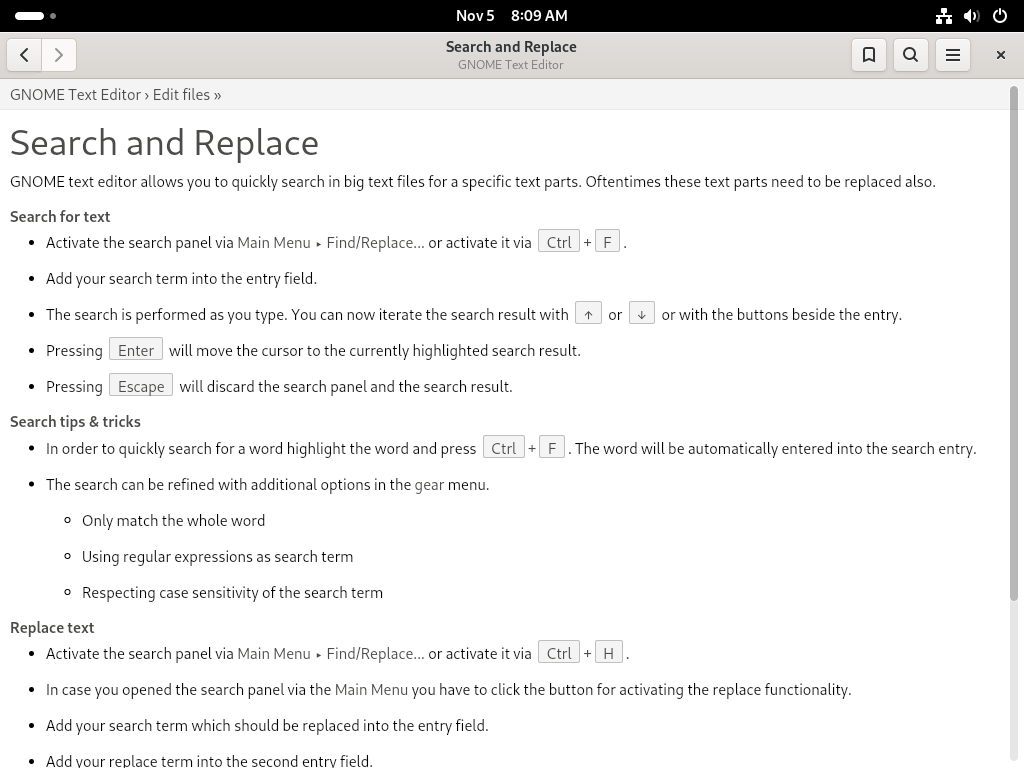 Nov 5 8:09 AM
Search and Replace
GNOME Text Editor
GNOME Text Editor › Edit files »
Search and Replace
GNOME text editor allows you to quickly search in big text files for a specific text parts. Oftentimes these text parts need to be replaced also.
Search for text
• Activate the search panel via Main Menu ▸ Find/Replace… or activate it via Ctrl + F .
• Add your search term into the entry field.
• The search is performed as you type. You can now iterate the search result with ↑ or ↓ or with the buttons beside the entry.
• Pressing Enter will move the cursor to the currently highlighted search result.
• Pressing Escape will discard the search panel and the search result.
Search tips & tricks
• In order to quickly search for a word highlight the word and press Ctrl + F . The word will be automatically entered into the search entry.
• The search can be refined with additional options in the gear menu.
◦ Only match the whole word
◦ Using regular expressions as search term
◦ Respecting case sensitivity of the search term
Replace text
• Activate the search panel via Main Menu ▸ Find/Replace… or activate it via Ctrl + H .
• In case you opened the search panel via the Main Menu you have to click the button for activating the replace functionality.
• Add your search term which should be replaced into the entry field.
• Add your replace term into the second entry field.